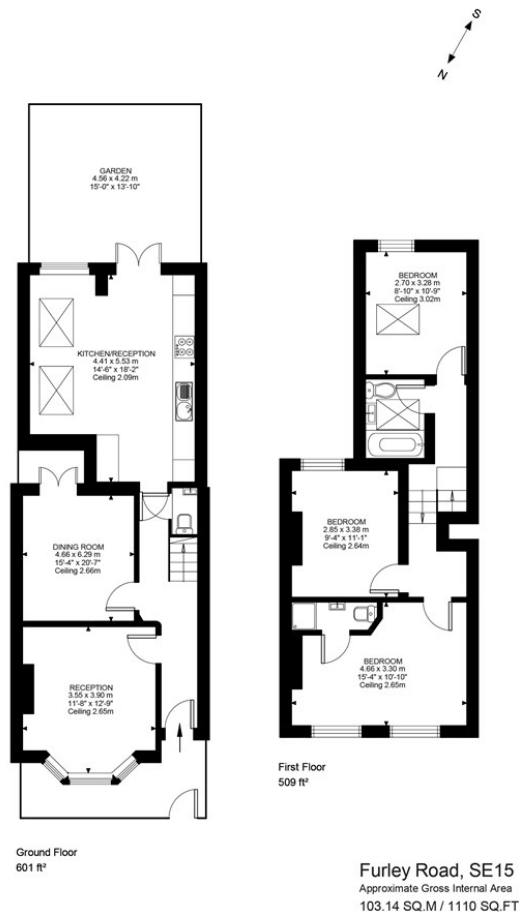 S
N
GARDEN
4.56 x 4.22 m
15'-0" x 13'-10"
KITCHEN/RECEPTION
4.41 x 5.53 m
14'-6" x 18'-2"
Ceiling 2.09m
DINING ROOM
4.66 x 6.29 m
15'-4" x 20'-7"
Ceiling 2.66m
RECEPTION
3.55 x 3.90 m
11'-8" x 12'-9"
Ceiling 2.65m
Ground Floor
601 ft²
BEDROOM
2.70 x 3.28 m
8'-10" x 10'-9"
Ceiling 3.02m
BEDROOM
2.85 x 3.38 m
9'-4" x 11'-1"
Ceiling 2.64m
BEDROOM
4.66 x 3.30 m
15'-4" x 10'-10"
Ceiling 2.65m
First Floor
509 ft²
Furley Road, SE15
Approximate Gross Internal Area
103.14 SQ.M / 1110 SQ.FT